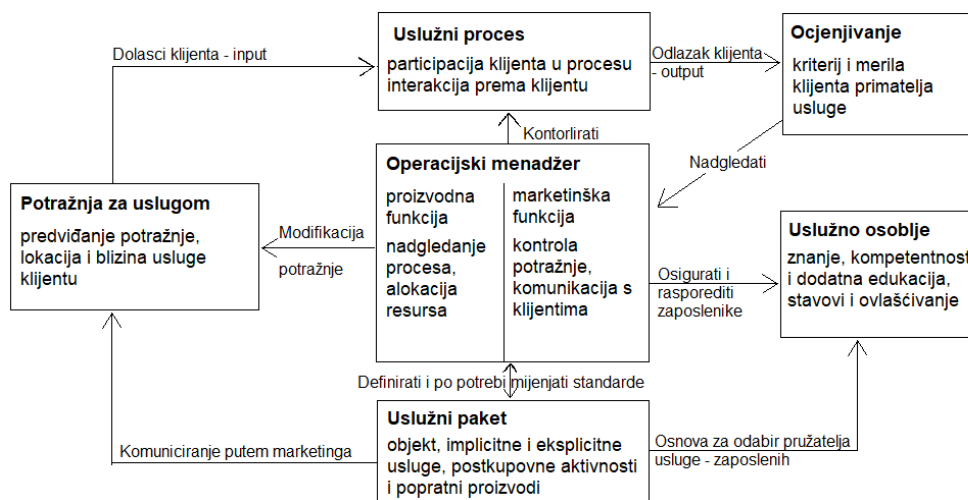 Dolasci klijenta - input
Uslužni proces
participacija klijenta u procesu
interakcija prema klijentu
Odlazak klijenta
- output
Ocjenjivanje
kriterij i merila
klijenta primatelja
usluge
Kontorlirati
Nadgledati
Operacijski menadžer
proizvodna
funkcija
nadgledanje
procesa,
alokacija
resursa
marketinška
funkcija
kontrola
potražnje,
komunikacija s
klijentima
Potražnja za uslugom
predviđanje potražnje,
lokacija i blizina usluge
klijentu
Modifikacija
potražnje
Osigurati i
rasporediti
zaposlenike
Uslužno osoblje
znanje, kompetentnost
i dodatna edukacija,
stavovi i ovlašćivanje
Definirati i po potrebi mijenjati standarde
Uslužni paket
objekt, implicitne i eksplicitne
usluge, postkupovne aktivnosti
i popratni proizvodi
Komuniciranje putem marketinga
Osnova za odabir pružatelja
usluge - zaposlenih